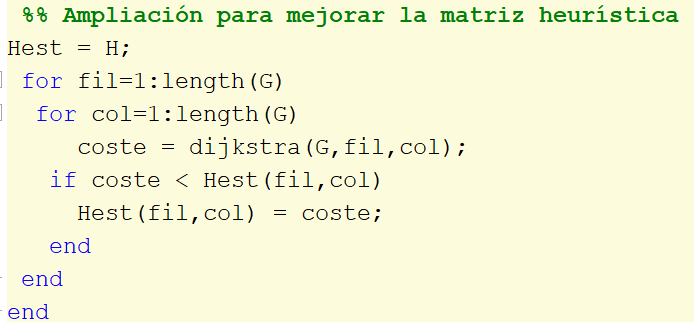 %% Ampliación para mejorar la matriz heurística
Hest = H;
for fil=1:length(G)
for col=1:length(G)
coste = dijkstra(G,fil,col);
if coste < Hest(fil,col)
Hest(fil,col) = coste;
end
end
end